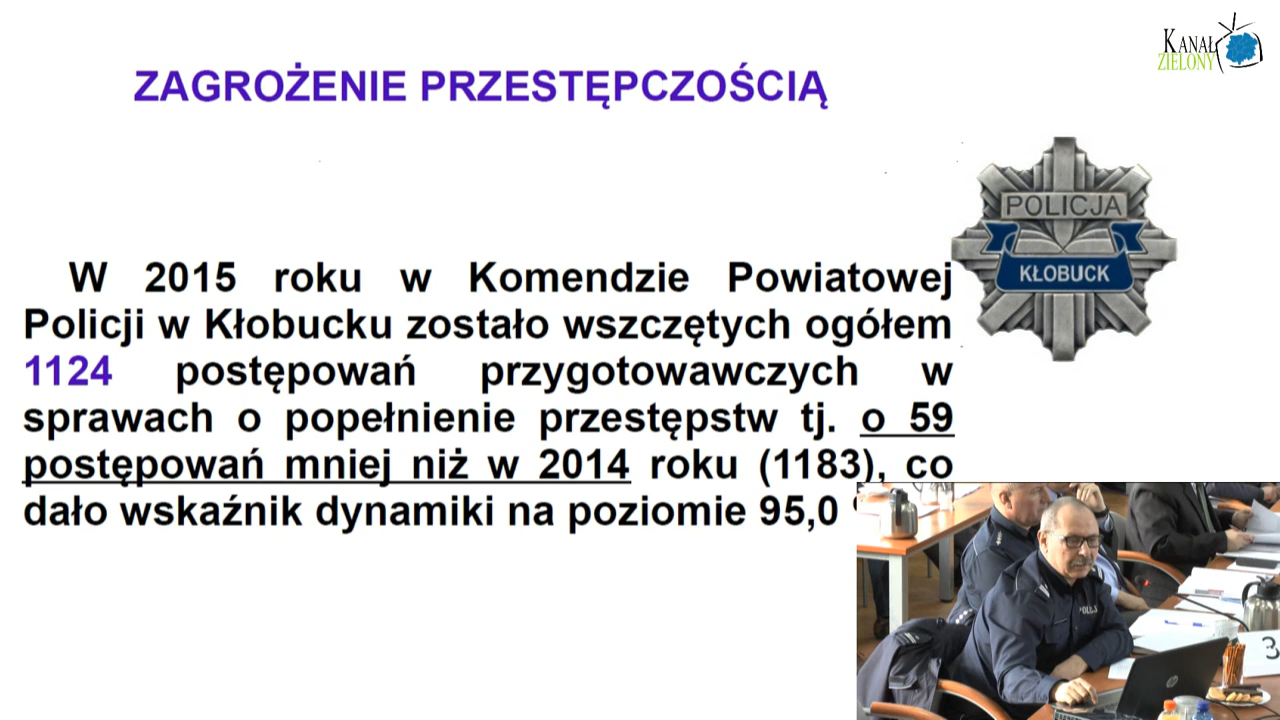 KANAŁ
ZIELONY
ZAGROŻENIE PRZESTĘPCZOŚCIĄ
POLICJA
KŁOBUCK
W 2015 roku w Komendzie Powiatowej
Policji w Kłobucku zostało wszczętych ogółem
1124 postępowań przygotowawczych w
sprawach o popełnienie przestępstw tj. o 59
postępowań mniej niż w 2014 roku (1183), co
dało wskaźnik dynamiki na poziomie 95,0
3